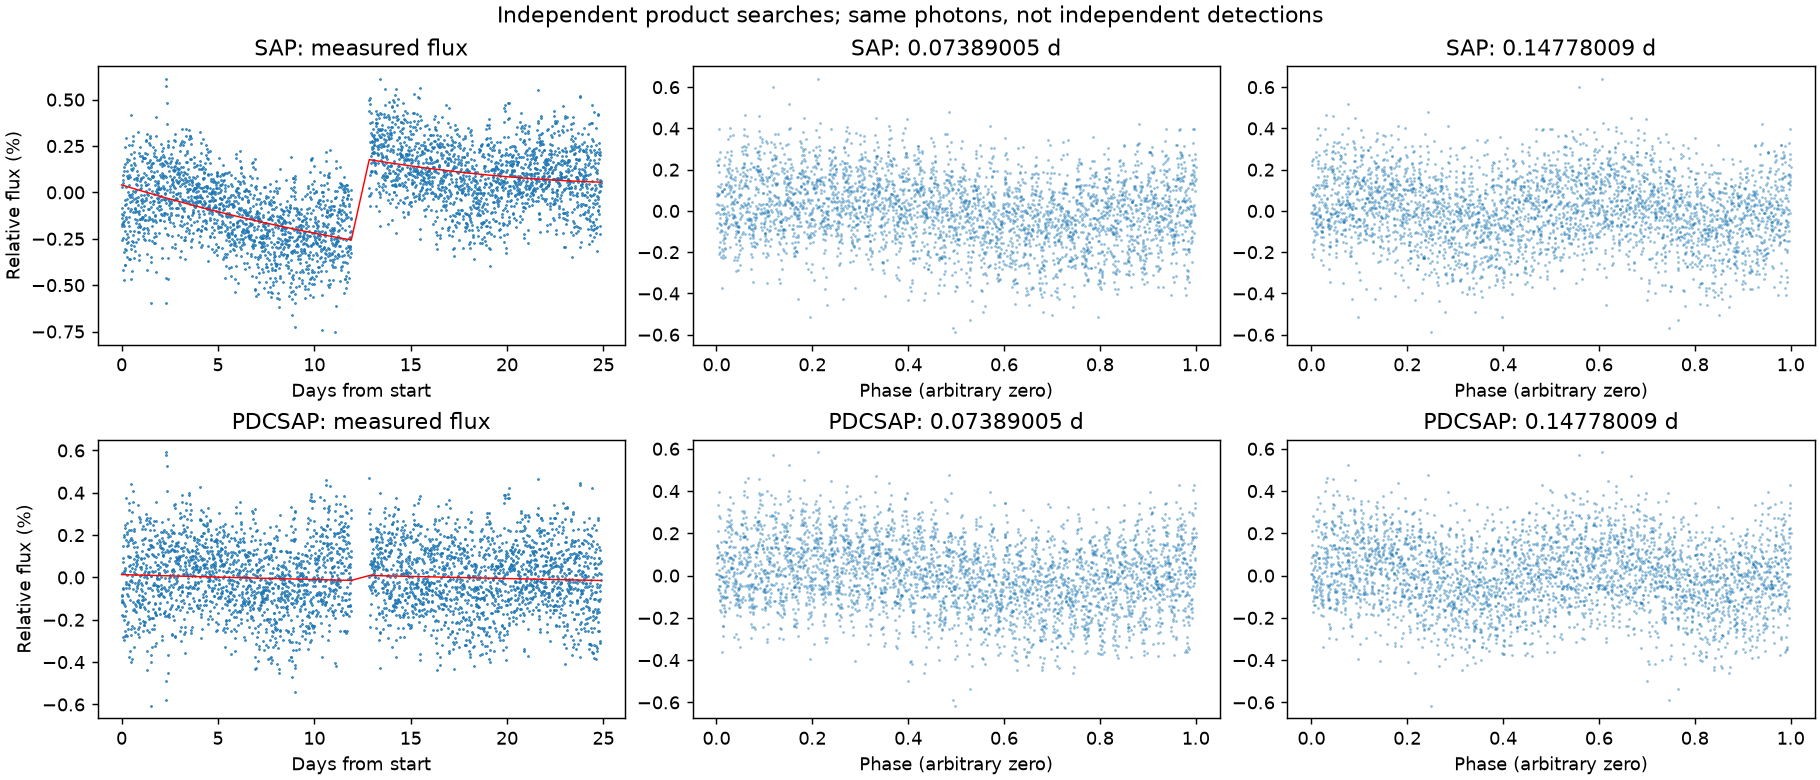 Independent product searches; same photons, not independent detections
SAP: measured flux
SAP: 0.07389005 d
SAP: 0.14778009 d
Relative flux (%)
0.50
0.25
0.00
−0.25
−0.50
−0.75
0 5 10 15 20 25
Days from start
0.6
0.4
0.2
0.0
−0.2
−0.4
−0.6
0.0 0.2 0.4 0.6 0.8 1.0
Phase (arbitrary zero)
0.6
0.4
0.2
0.0
−0.2
−0.4
−0.6
0.0 0.2 0.4 0.6 0.8 1.0
Phase (arbitrary zero)
PDCSAP: measured flux
PDCSAP: 0.07389005 d
PDCSAP: 0.14778009 d
Relative flux (%)
0.6
0.4
0.2
0.0
−0.2
−0.4
−0.6
0 5 10 15 20 25
Days from start
0.6
0.4
0.2
0.0
−0.2
−0.4
−0.6
0.0 0.2 0.4 0.6 0.8 1.0
Phase (arbitrary zero)
0.6
0.4
0.2
0.0
−0.2
−0.4
−0.6
0.0 0.2 0.4 0.6 0.8 1.0
Phase (arbitrary zero)